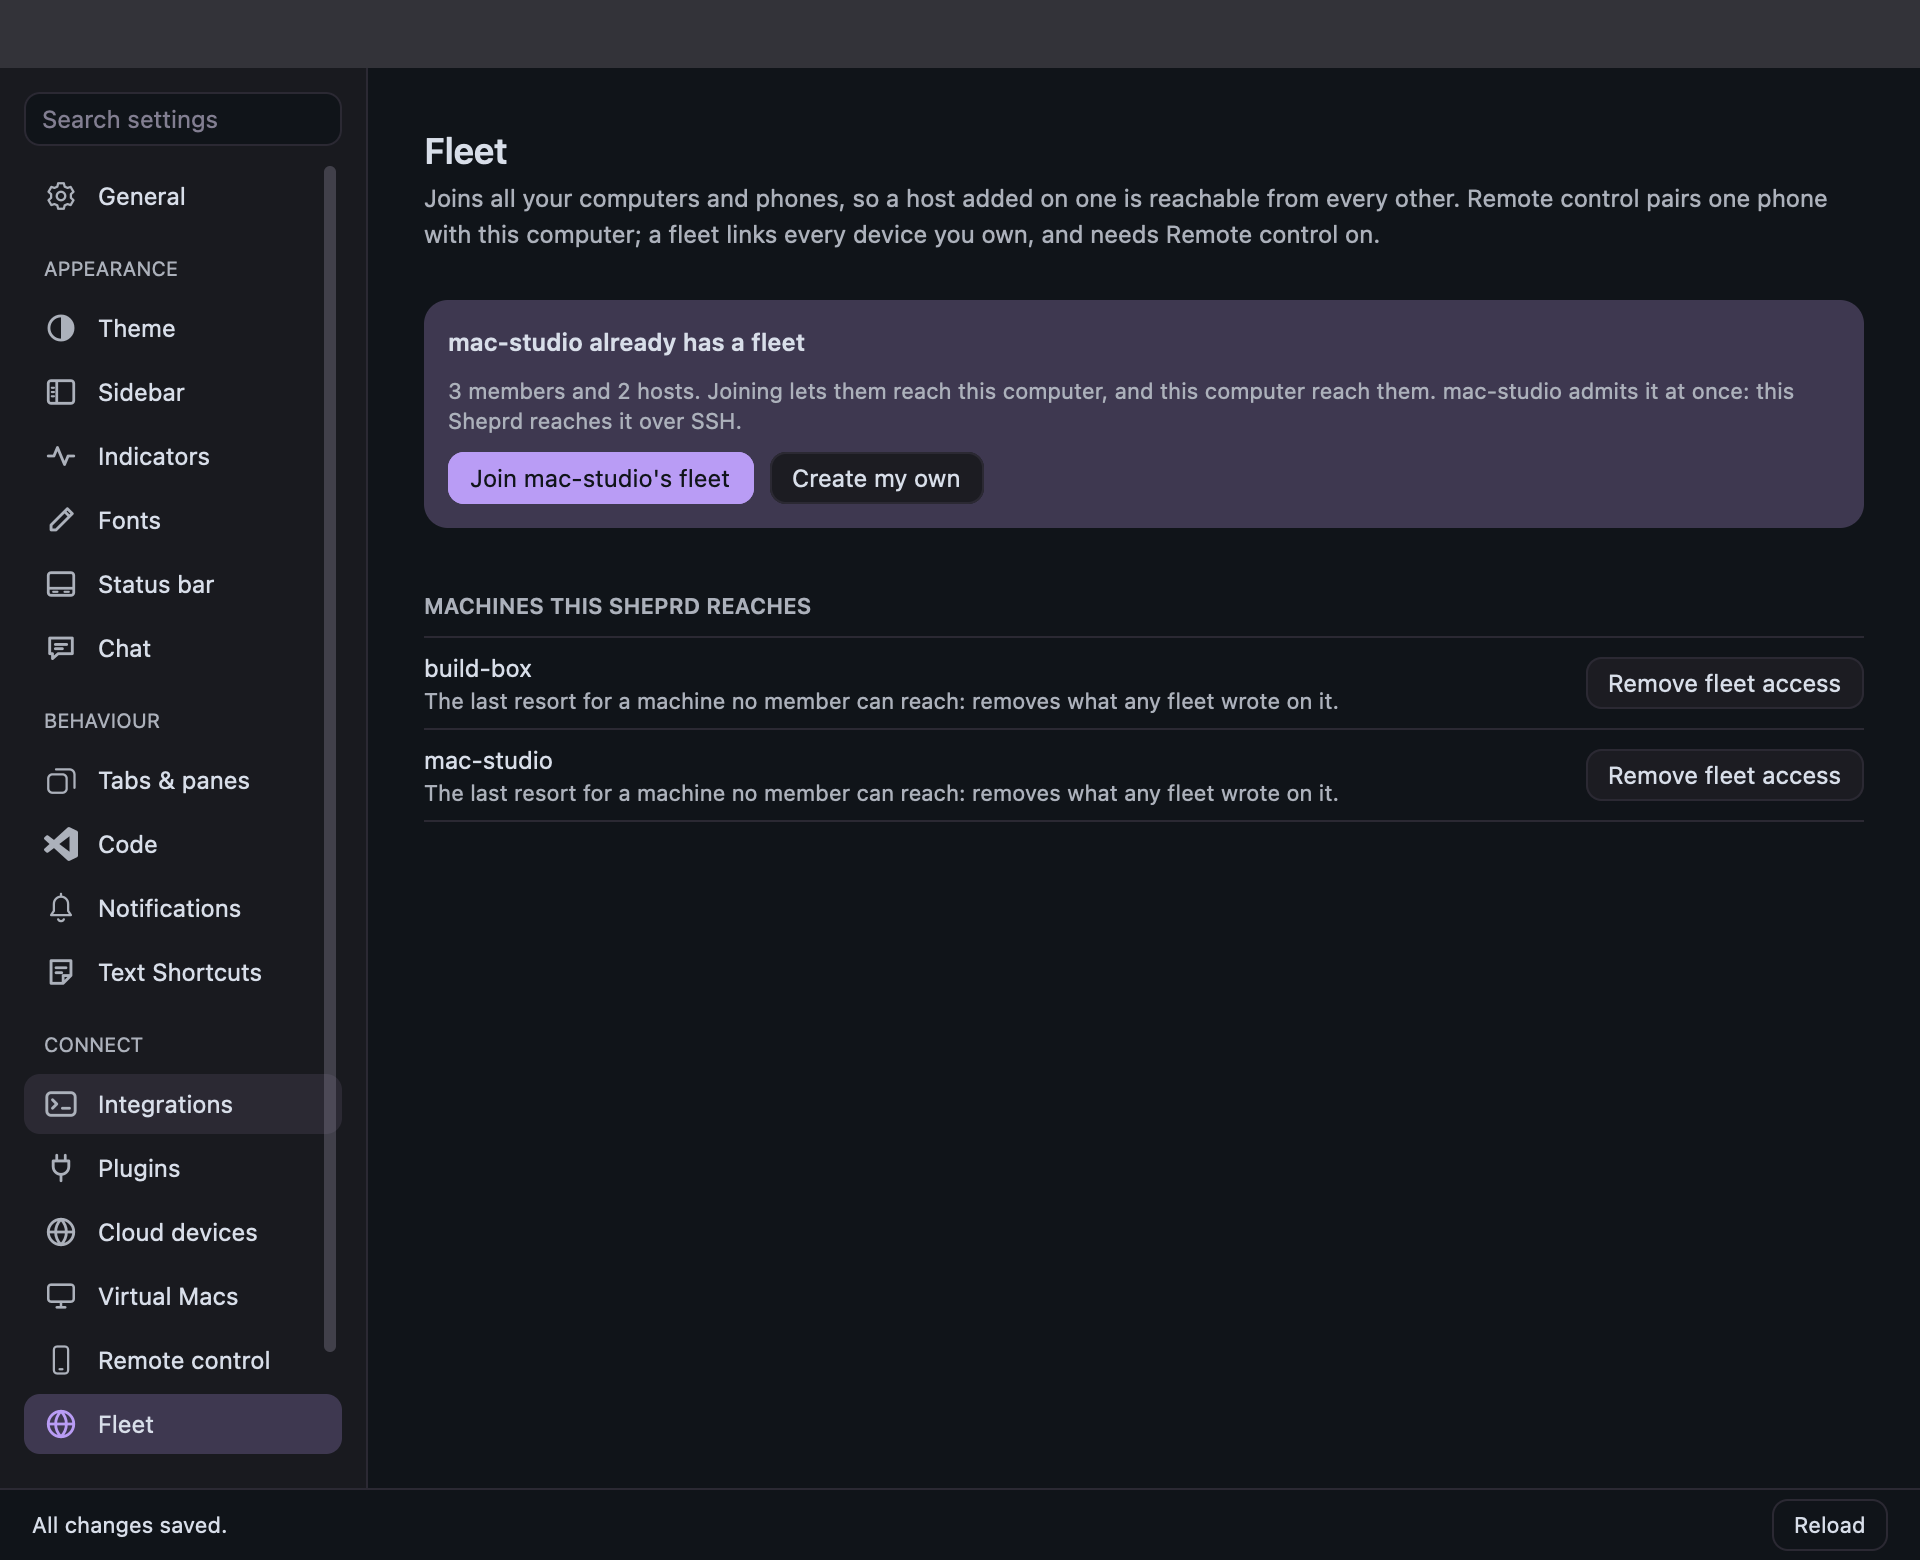 Search settings
General
APPEARANCE
Theme
Sidebar
Indicators
Fonts
Status bar
Chat
BEHAVIOUR
Tabs & panes
Code
Notifications
Text Shortcuts
CONNECT
Integrations
Plugins
Cloud devices
Virtual Macs
Remote control
Fleet
Fleet
Joins all your computers and phones, so a host added on one is reachable from every other. Remote control pairs one phone
with this computer; a fleet links every device you own, and needs Remote control on.
mac-studio already has a fleet
3 members and 2 hosts. Joining lets them reach this computer, and this computer reach them. mac-studio admits it at once: this
Sheprd reaches it over SSH.
Join mac-studio's fleet
Create my own
MACHINES THIS SHEPRD REACHES
build-box
The last resort for a machine no member can reach: removes what any fleet wrote on it.
Remove fleet access
mac-studio
The last resort for a machine no member can reach: removes what any fleet wrote on it.
Remove fleet access
All changes saved.
Reload